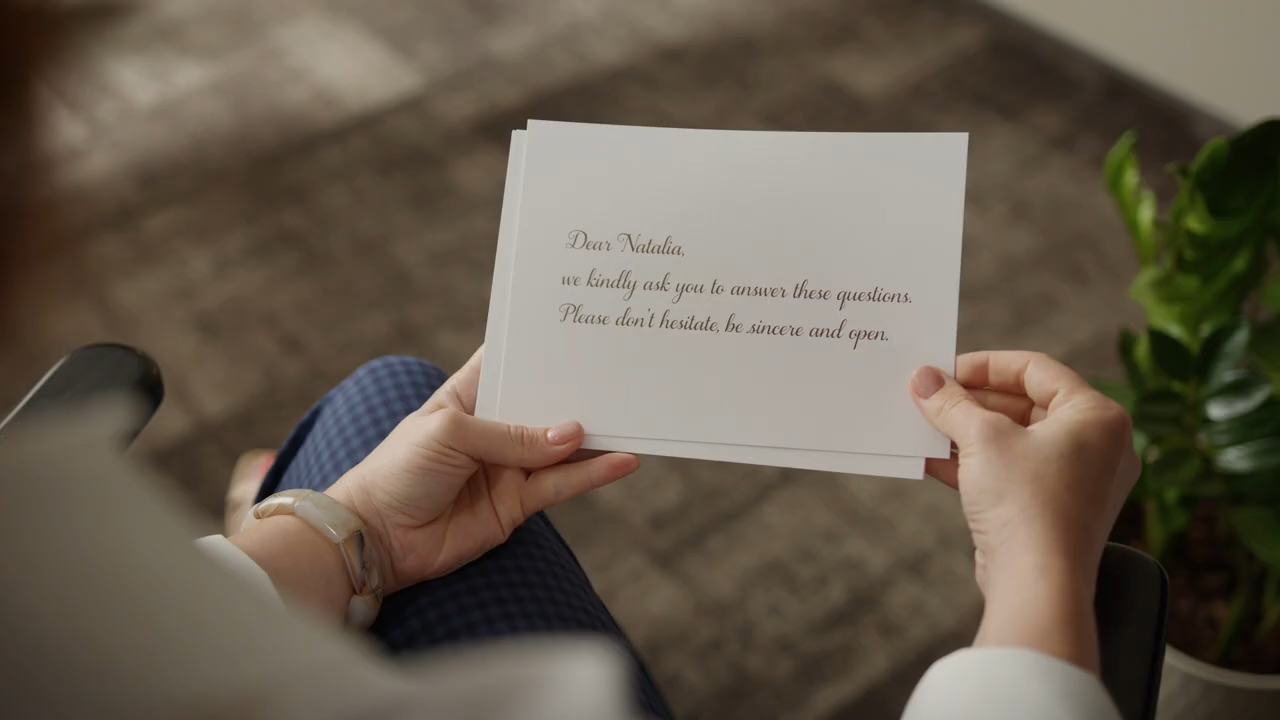 Dear Natalia,
we kindly ask you to answer these questions.
Please don't hesitate, be sincere and open.